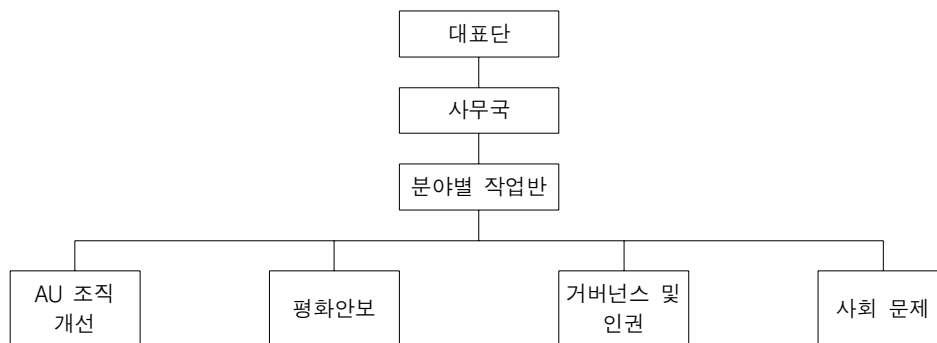 대표단
사무국
분야별 작업반
AU 조직
개선
평화안보
거버넌스 및
인권
사회 문제